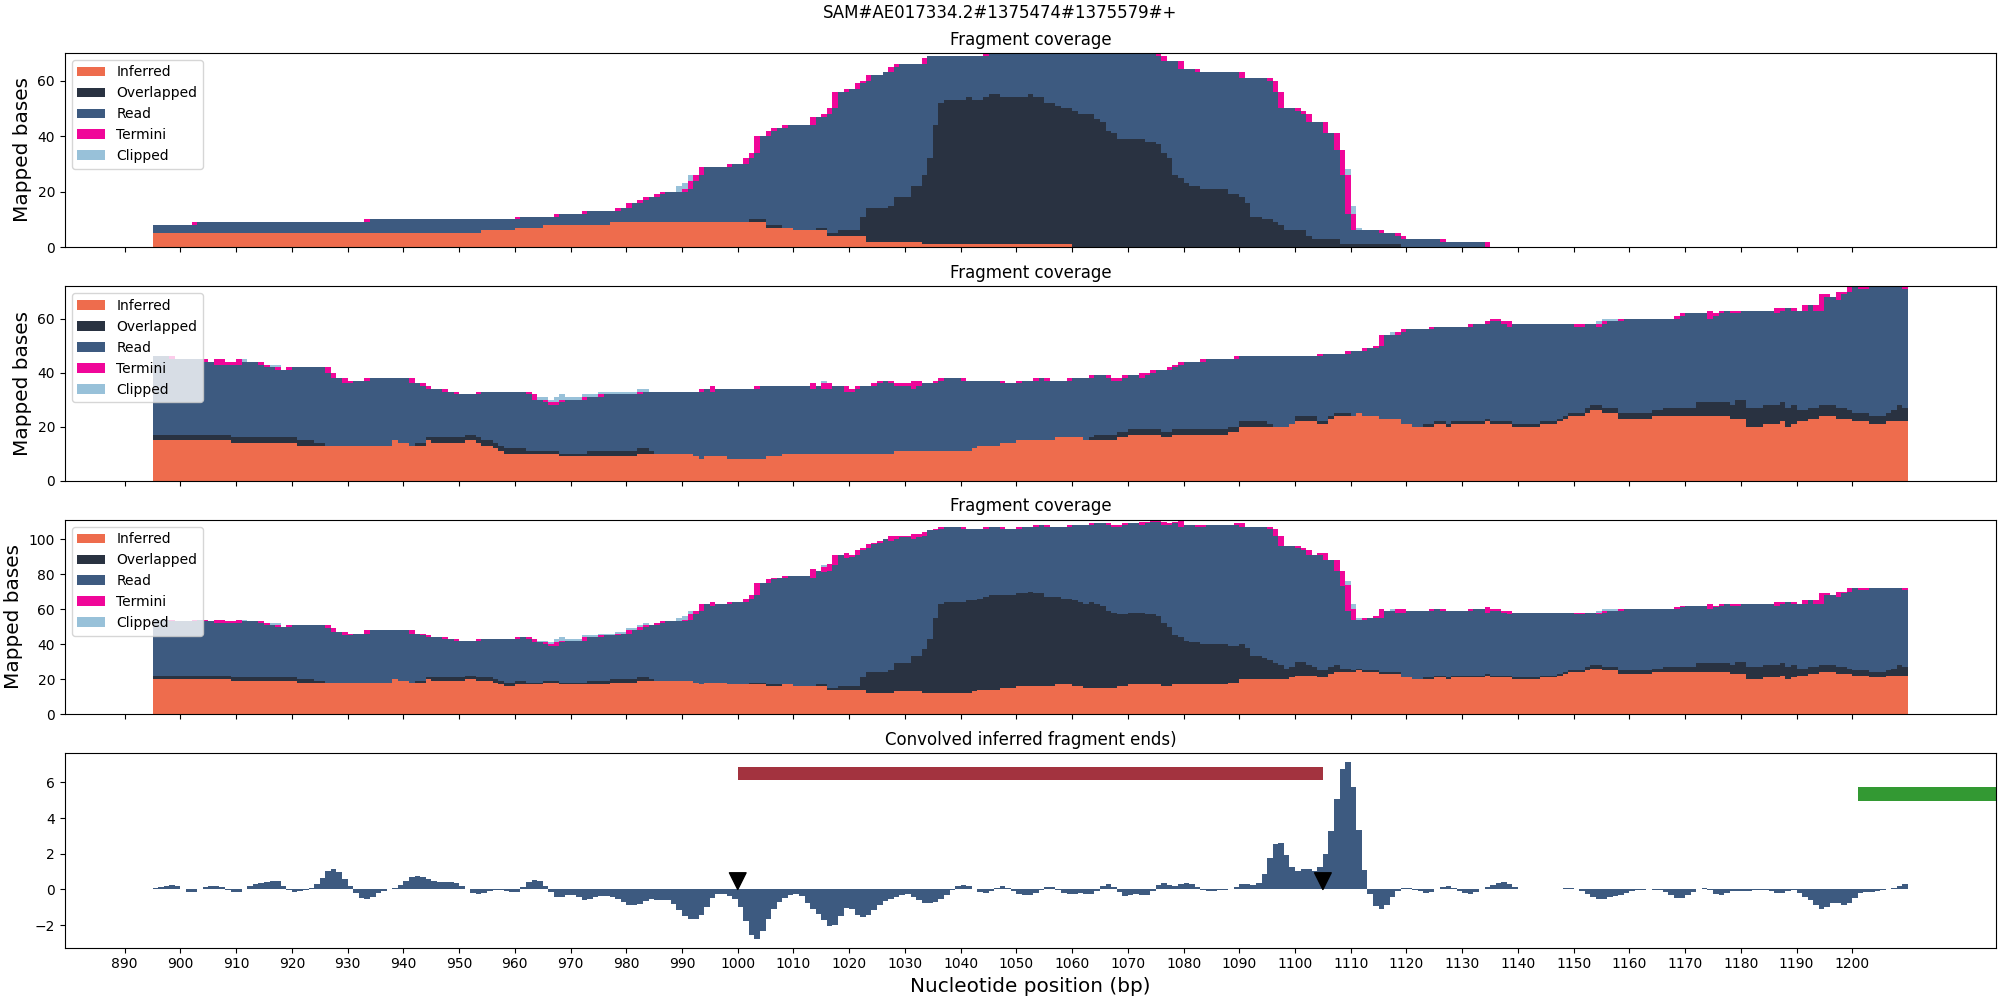 SAM#AE017334.2#1375474#1375579#+
Fragment coverage
Mapped bases
60
40
20
0
Inferred
Overlapped
Read
Termini
Clipped
Fragment coverage
Mapped bases
60
40
20
0
Inferred
Overlapped
Read
Termini
Clipped
Fragment coverage
Mapped bases
100
80
60
40
20
0
Inferred
Overlapped
Read
Termini
Clipped
Convolved inferred fragment ends)
6
4
2
0
−2
890 900 910 920 930 940 950 960 970 980 990 1000 1010 1020 1030 1040 1050 1060 1070 1080 1090 1100 1110 1120 1130 1140 1150 1160 1170 1180 1190 1200
Nucleotide position (bp)